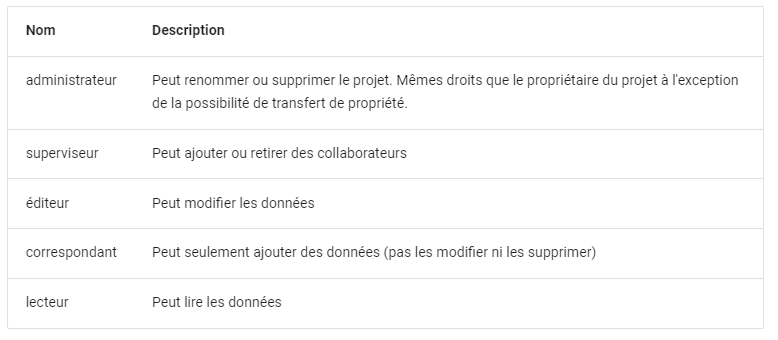 Nom Description
administrateur Peut renommer ou supprimer le projet. Mêmes droits que le propriétaire du projet à l'exception
de la possibilité de transfert de propriété.
superviseur Peut ajouter ou retirer des collaborateurs
éditeur Peut modifier les données
correspondant Peut seulement ajouter des données (pas les modifier ni les supprimer)
lecteur Peut lire les données